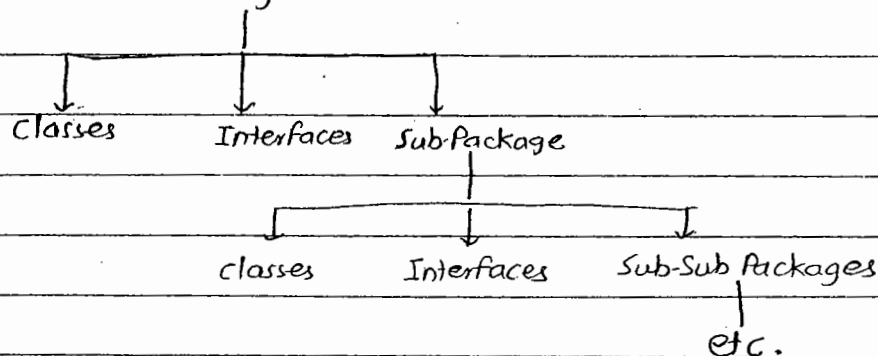 Classes Interfaces Sub-Package
classes Interfaces Sub-Sub Packages
etc.